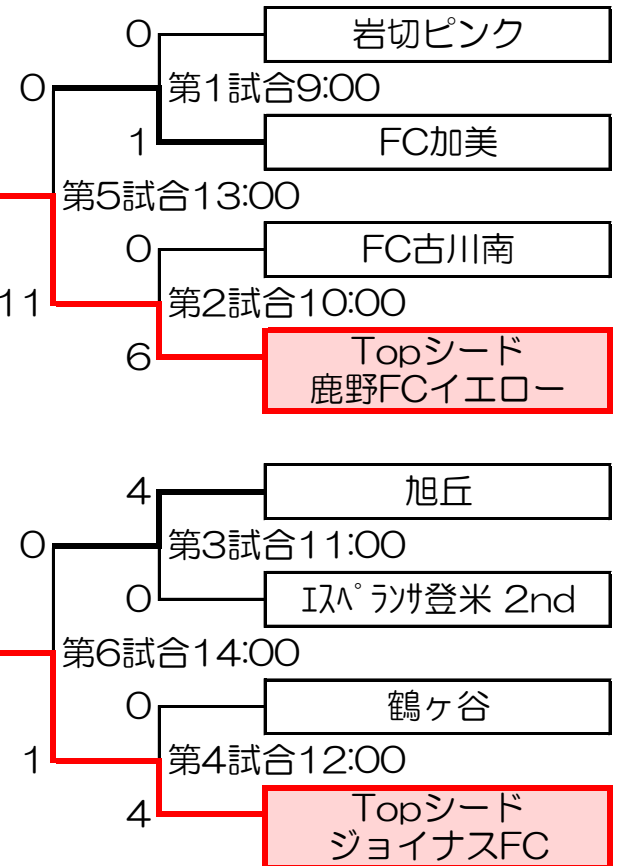 0
岩切ピンク
0
第1試合9:00
1
FC加美
第5試合13:00
0
FC古川南
11
第2試合10:00
6
Topシード
鹿野FCイエロー
4
旭丘
0
第3試合11:00
0
ｴｽﾍﾟﾗﾝｻ登米 2nd
第6試合14:00
0
鶴ヶ谷
1
第4試合12:00
4
Topシード
ジョイナスFC